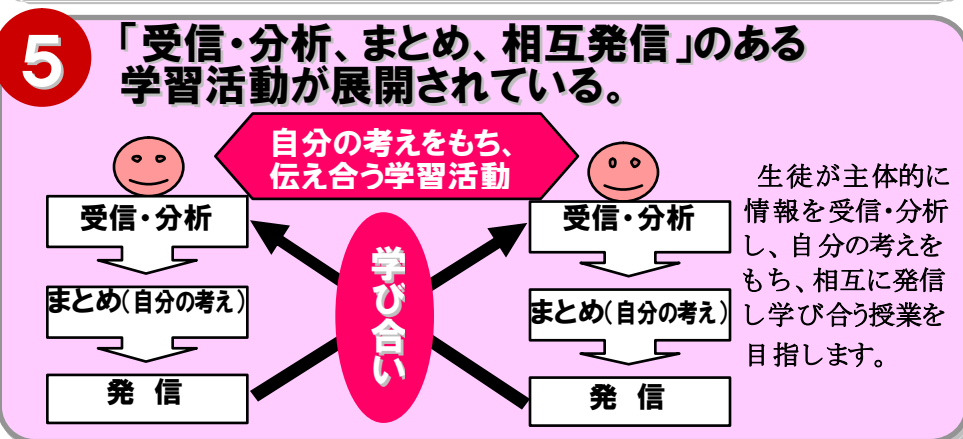 5
「受信・分析、まとめ、相互発信」のある
学習活動が展開されている。
自分の考えをもち、
伝え合う学習活動
受信・分析
まとめ(自分の考え)
発 信
学び合い
受信・分析
まとめ(自分の考え)
発 信
生徒が主体的に
情報を受信・分析
し、自分の考えを
もち、相互に発信
し学び合う授業を
目指します。